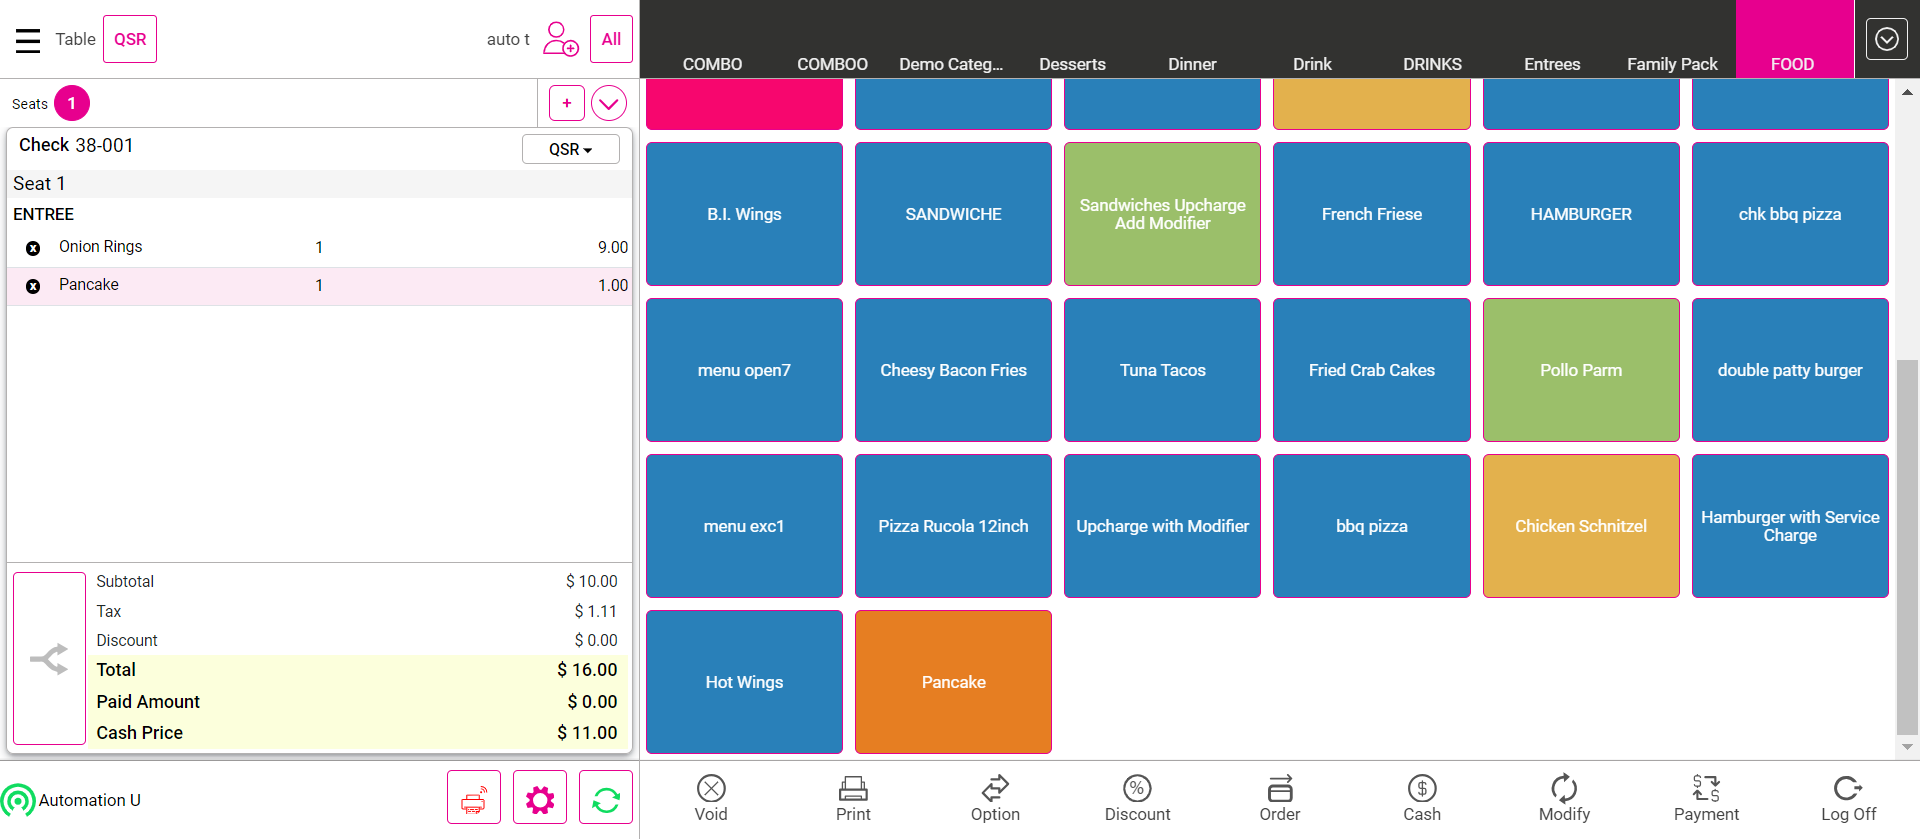 Table QSR auto t All
Seats 1 +
Check 38-001 QSR
Seat 1
ENTREE
x Onion Rings 1 9.00
x Pancake 1 1.00
Subtotal $ 10.00
Tax $ 1.11
Discount $ 0.00
Total $ 16.00
Paid Amount $ 0.00
Cash Price $ 11.00
Automation U
COMBO COMBOO Demo Categ... Desserts Dinner Drink DRINKS Entrees Family Pack FOOD
B.I. Wings
SANDWICHE
Sandwiches Upcharge
Add Modifier
French Friese
HAMBURGER
chk bbq pizza
menu open7
Cheesy Bacon Fries
Tuna Tacos
Fried Crab Cakes
Pollo Parm
double patty burger
menu exc1
Pizza Rucola 12inch
Upcharge with Modifier
bbq pizza
Chicken Schnitzel
Hamburger with Service
Charge
Hot Wings
Pancake
Void Print Option Discount Order Cash Modify Payment Log Off